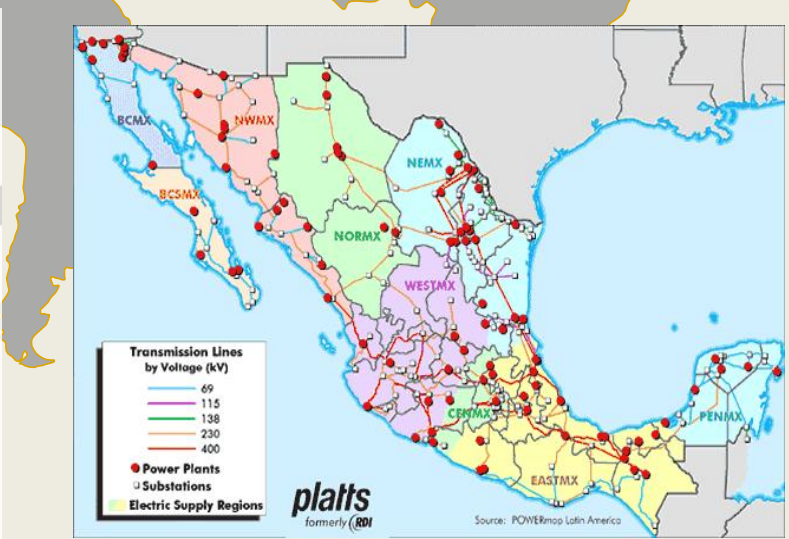 BCMX
NWMX
NEMX
BCSMX
NORMX
WESTMX
CENMX
PENMX
EASTMX
Transmission Lines
by Voltage (kV)
69
115
138
230
400
Power Plants
Substations
Electric Supply Regions
platts
formerly RDI
Source: POWERmap Latin America